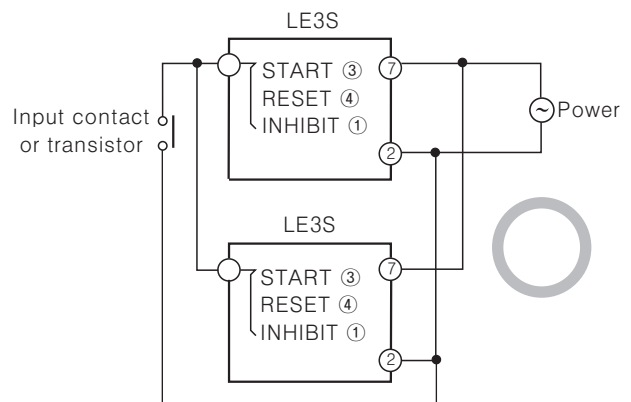 LE3S
START ③ ⑦
RESET ④
INHIBIT ①
②
Input contact
or transistor
Power
LE3S
START ③ ⑦
RESET ④
INHIBIT ①
②